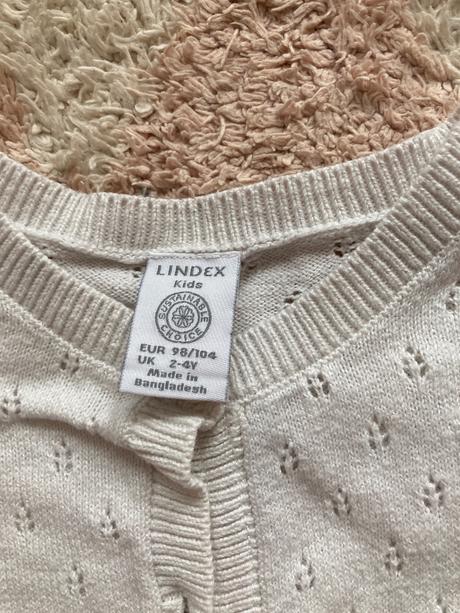 LINDEX
Kids
SUSTAINABLE
CHOICE
EUR 98/104
UK 2-4Y
Made in
Bangladesh